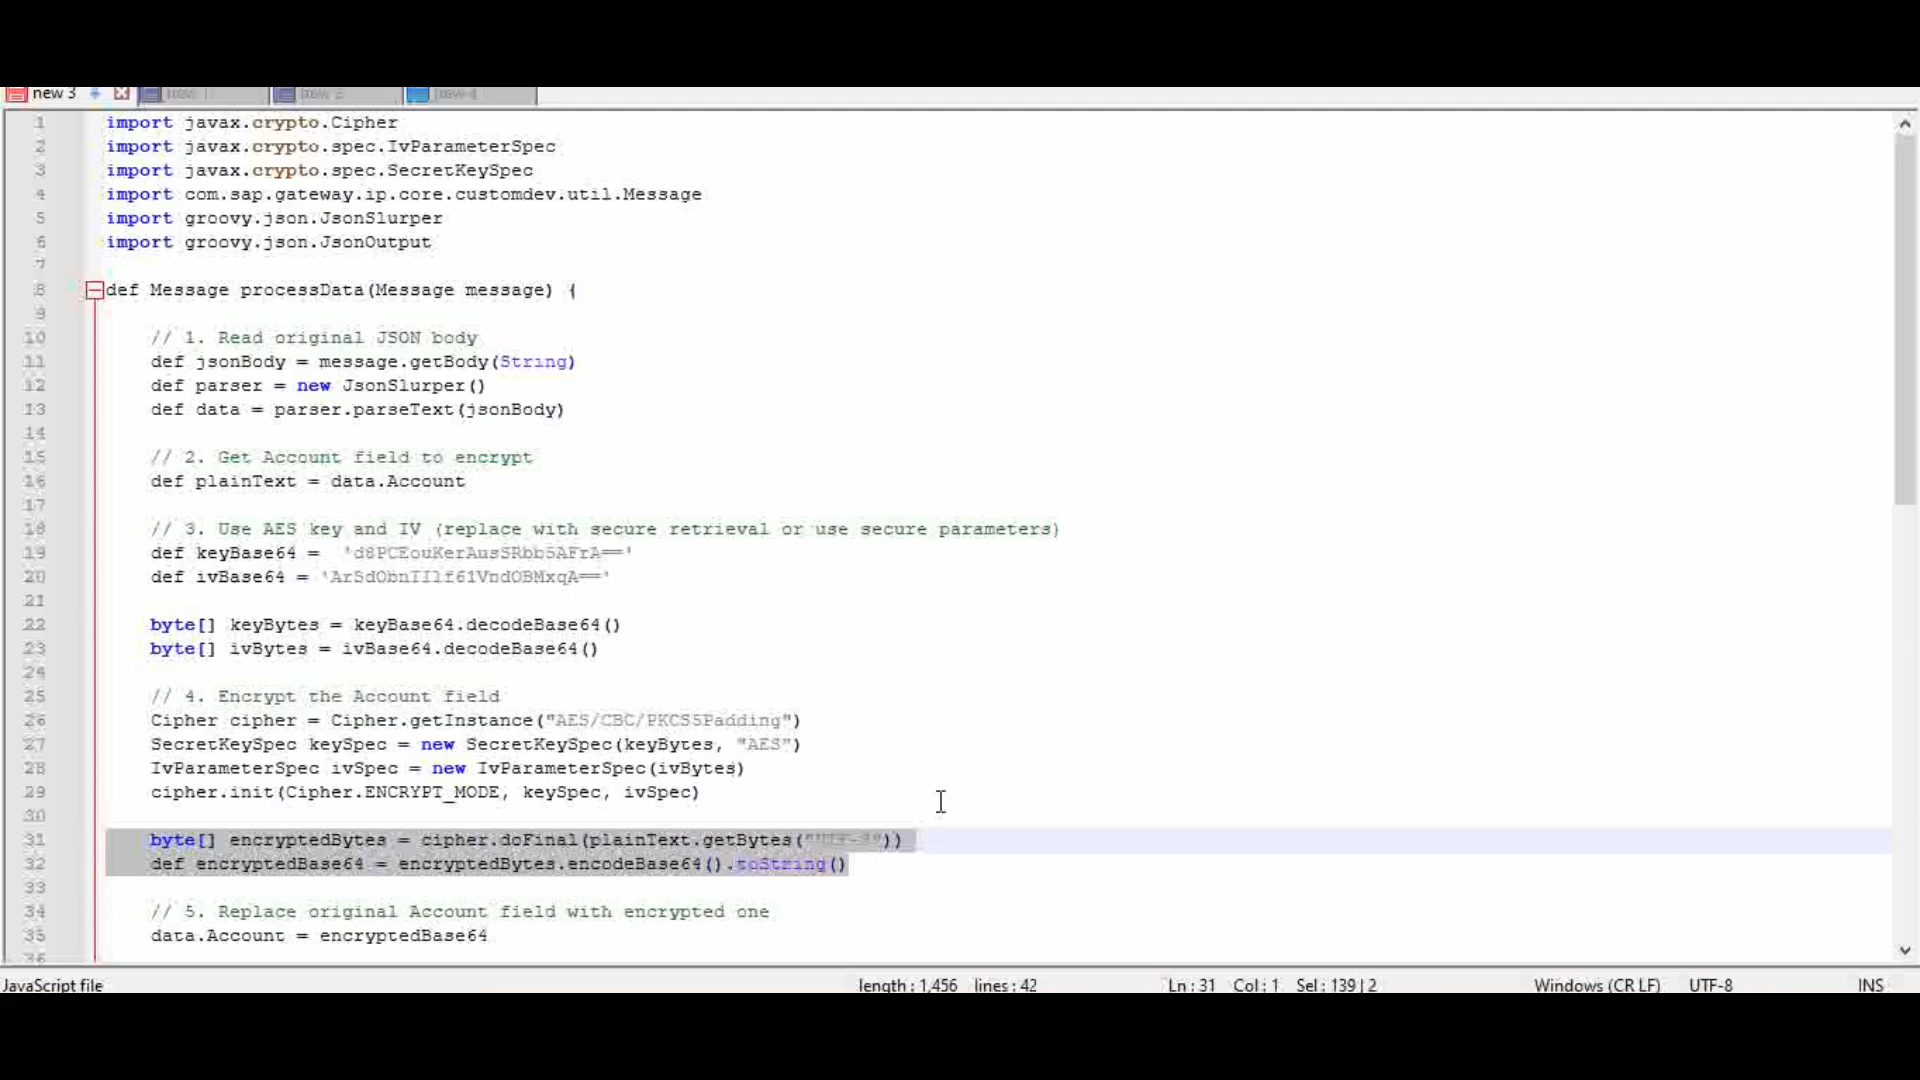 new 3 new 1 new 2 new 4
1 import javax.crypto.Cipher
2 import javax.crypto.spec.IvParameterSpec
3 import javax.crypto.spec.SecretKeySpec
4 import com.sap.gateway.ip.core.customdev.util.Message
5 import groovy.json.JsonSlurper
6 import groovy.json.JsonOutput
7
8 def Message processData(Message message) {
9
10 // 1. Read original JSON body
11 def jsonBody = message.getBody(String)
12 def parser = new JsonSlurper()
13 def data = parser.parseText(jsonBody)
14
15 // 2. Get Account field to encrypt
16 def plainText = data.Account
17
18 // 3. Use AES key and IV (replace with secure retrieval or use secure parameters)
19 def keyBase64 =
20 def ivBase64 =
21
22 byte[] keyBytes = keyBase64.decodeBase64()
23 byte[] ivBytes = ivBase64.decodeBase64()
24
25 // 4. Encrypt the Account field
26 Cipher cipher = Cipher.getInstance("AES/CBC/PKCS5Padding")
27 SecretKeySpec keySpec = new SecretKeySpec(keyBytes, "AES")
28 IvParameterSpec ivSpec = new IvParameterSpec(ivBytes)
29 cipher.init(Cipher.ENCRYPT_MODE, keySpec, ivSpec)
30
31 byte[] encryptedBytes = cipher.doFinal(plainText.getBytes("UTF-8"))
32 def encryptedBase64 = encryptedBytes.encodeBase64().toString()
33
34 // 5. Replace original Account field with encrypted one
35 data.Account = encryptedBase64
36
JavaScript file length : 1,456 lines : 42 Ln : 31 Col : 1 Sel : 139 | 2 Windows (CR LF) UTF-8 INS